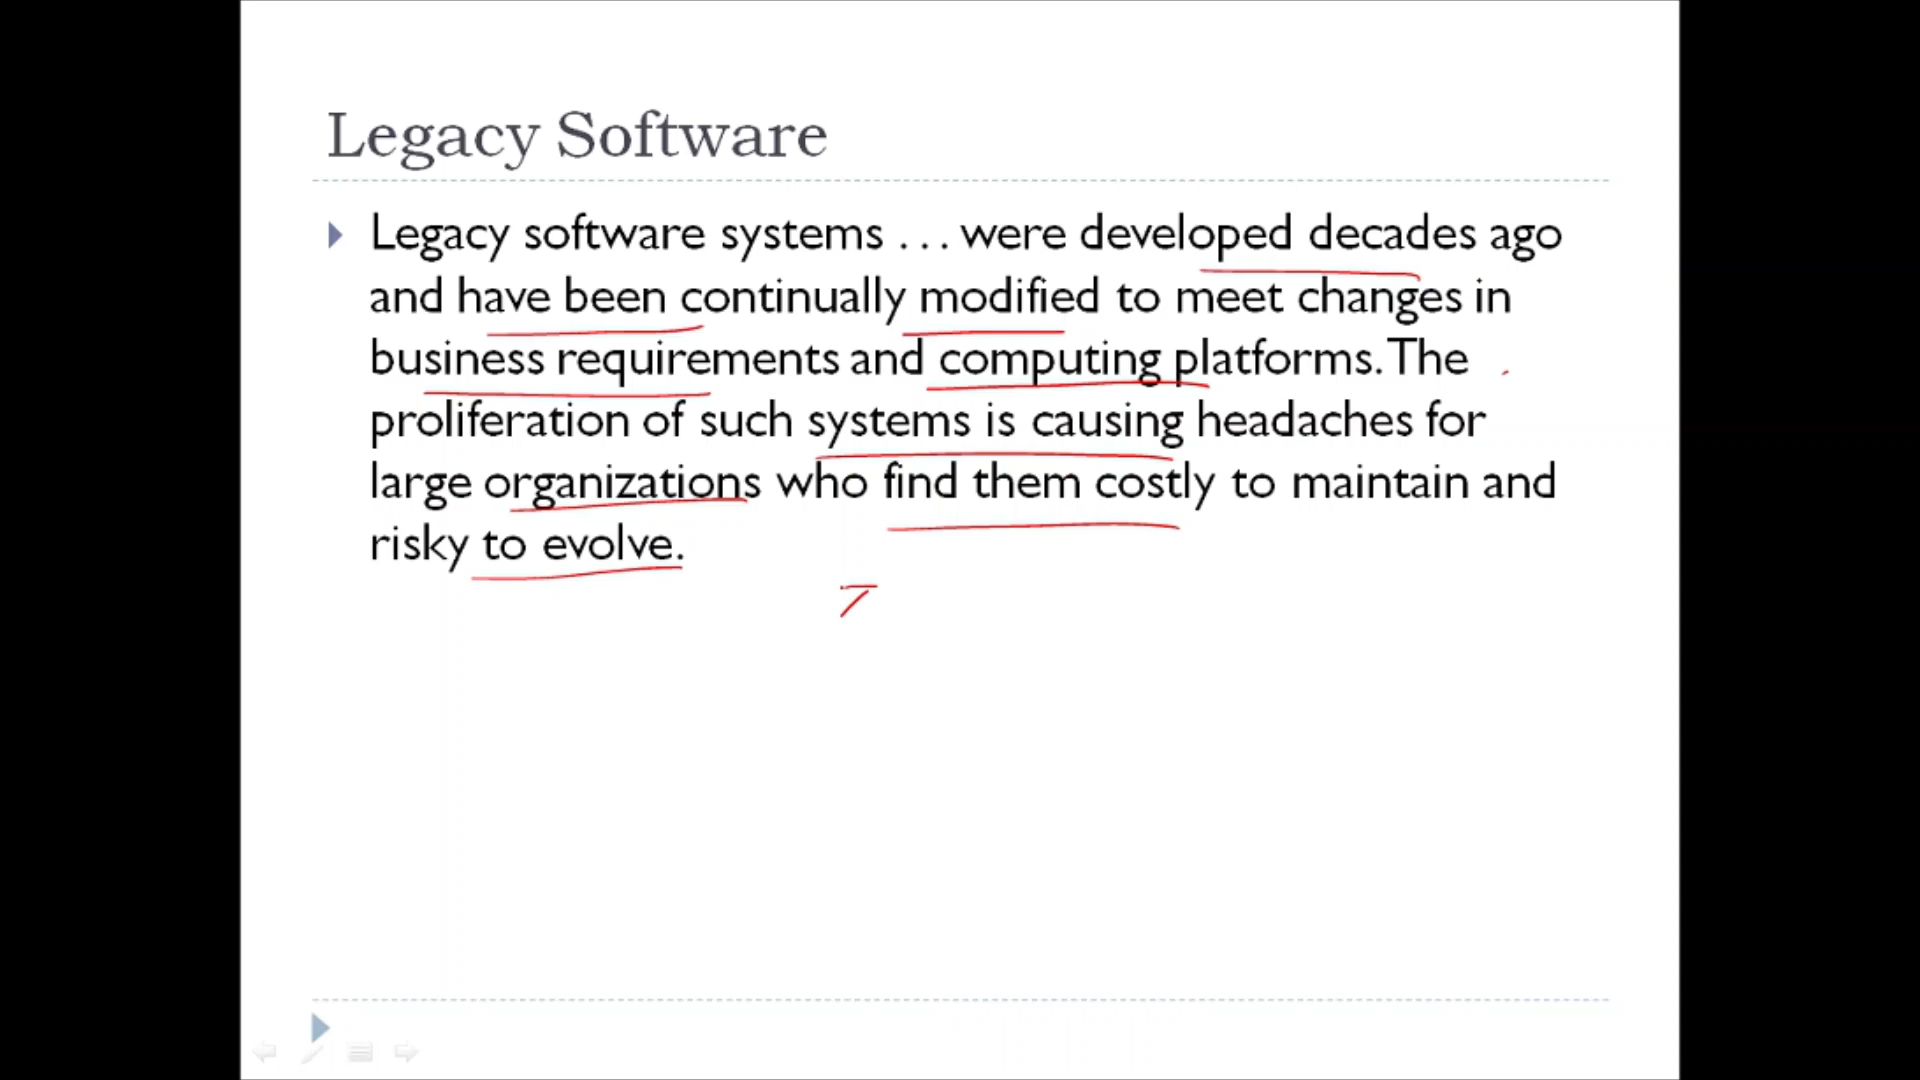 Legacy Software
Legacy software systems . . . were developed decades ago
and have been continually modified to meet changes in
business requirements and computing platforms. The
proliferation of such systems is causing headaches for
large organizations who find them costly to maintain and
risky to evolve.